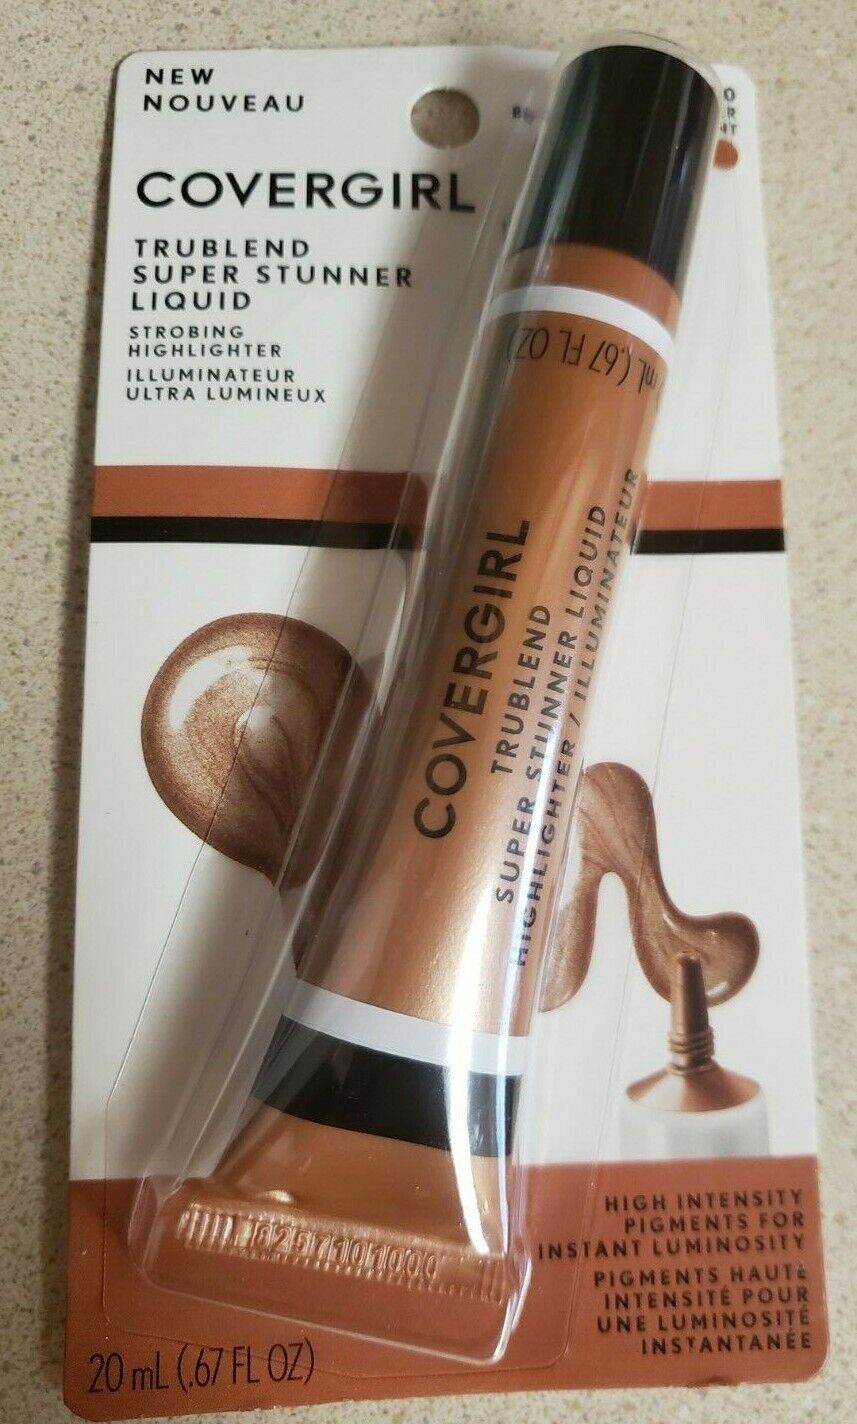 NEW
NOUVEAU
COVERGIRL
TRUBLEND
SUPER STUNNER
LIQUID
STROBING
HIGHLIGHTER
ILLUMINATEUR
ULTRA LUMINEUX
mL (.67 FL OZ)
COVERGIRL
TRUBLEND
SUPER STUNNER LIQUID
HIGHLIGHTER / ILLUMINATEUR
0257101000
HIGH INTENSITY
PIGMENTS FOR
INSTANT LUMINOSITY
PIGMENTS HAUTE
INTENSITÉ POUR
UNE LUMINOSITÉ
INSTANTANÉE
20 mL (.67 FL OZ)